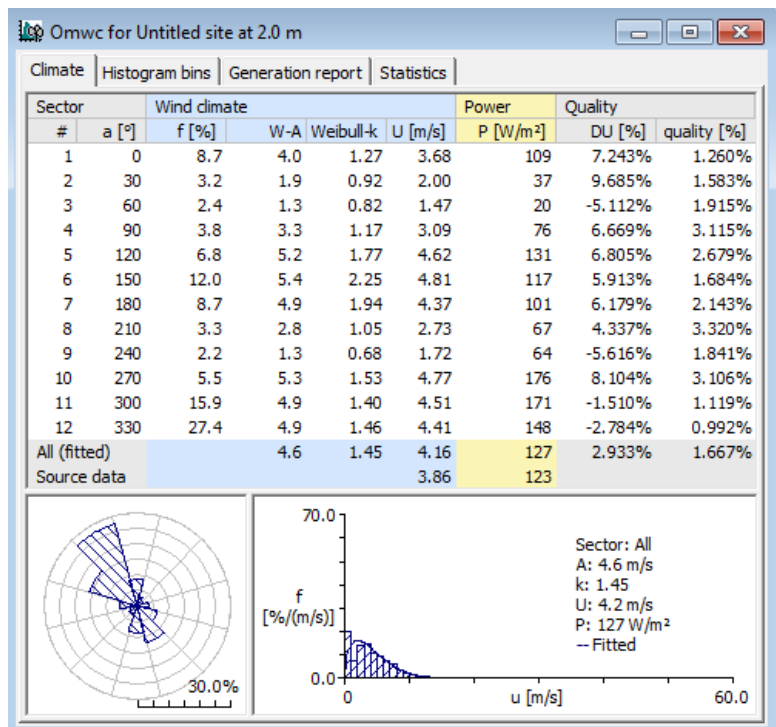 Omwc for Untitled site at 2.0 m
Climate Histogram bins Generation report Statistics
Sector Wind climate Power Quality
# a [°] f [%] W-A Weibull-k U [m/s] P [W/m²] DU [%] quality [%]
1 0 8.7 4.0 1.27 3.68 109 7.243% 1.260%
2 30 3.2 1.9 0.92 2.00 37 9.685% 1.583%
3 60 2.4 1.3 0.82 1.47 20 -5.112% 1.915%
4 90 3.8 3.3 1.17 3.09 76 6.669% 3.115%
5 120 6.8 5.2 1.77 4.62 131 6.805% 2.679%
6 150 12.0 5.4 2.25 4.81 117 5.913% 1.684%
7 180 8.7 4.9 1.94 4.37 101 6.179% 2.143%
8 210 3.3 2.8 1.05 2.73 67 4.337% 3.320%
9 240 2.2 1.3 0.68 1.72 64 -5.616% 1.841%
10 270 5.5 5.3 1.53 4.77 176 8.104% 3.106%
11 300 15.9 4.9 1.40 4.51 171 -1.510% 1.119%
12 330 27.4 4.9 1.46 4.41 148 -2.784% 0.992%
All (fitted) 4.6 1.45 4.16 127 2.933% 1.667%
Source data 3.86 123
30.0%
70.0
f
[%/(m/s)]
0.0
0 u [m/s] 60.0
Sector: All
A: 4.6 m/s
k: 1.45
U: 4.2 m/s
P: 127 W/m²
-- Fitted